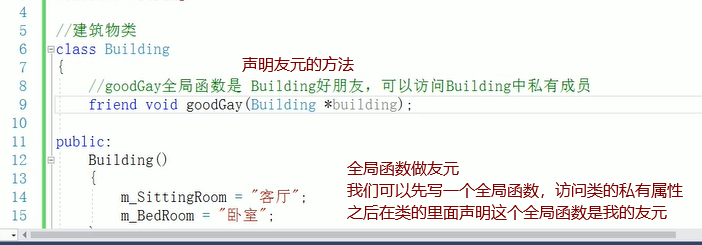 4
5 //建筑物类
6 class Building
声明友元的方法
7 {
8 //goodGay全局函数是 Building好朋友，可以访问Building中私有成员
9 friend void goodGay(Building *building);
10
11 public:
12 Building()
全局函数做友元
13 {
我们可以先写一个全局函数，访问类的私有属性
14 m_SittingRoom = "客厅";
之后在类的里面声明这个全局函数是我的友元
15 m_BedRoom = "卧室";